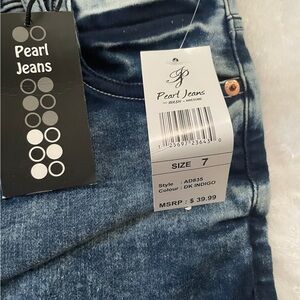 Pearl
Jeans
Pearl Jeans
SIZE 7
Style : AD835
Colour : DK INDIGO
MSRP : $ 39.99